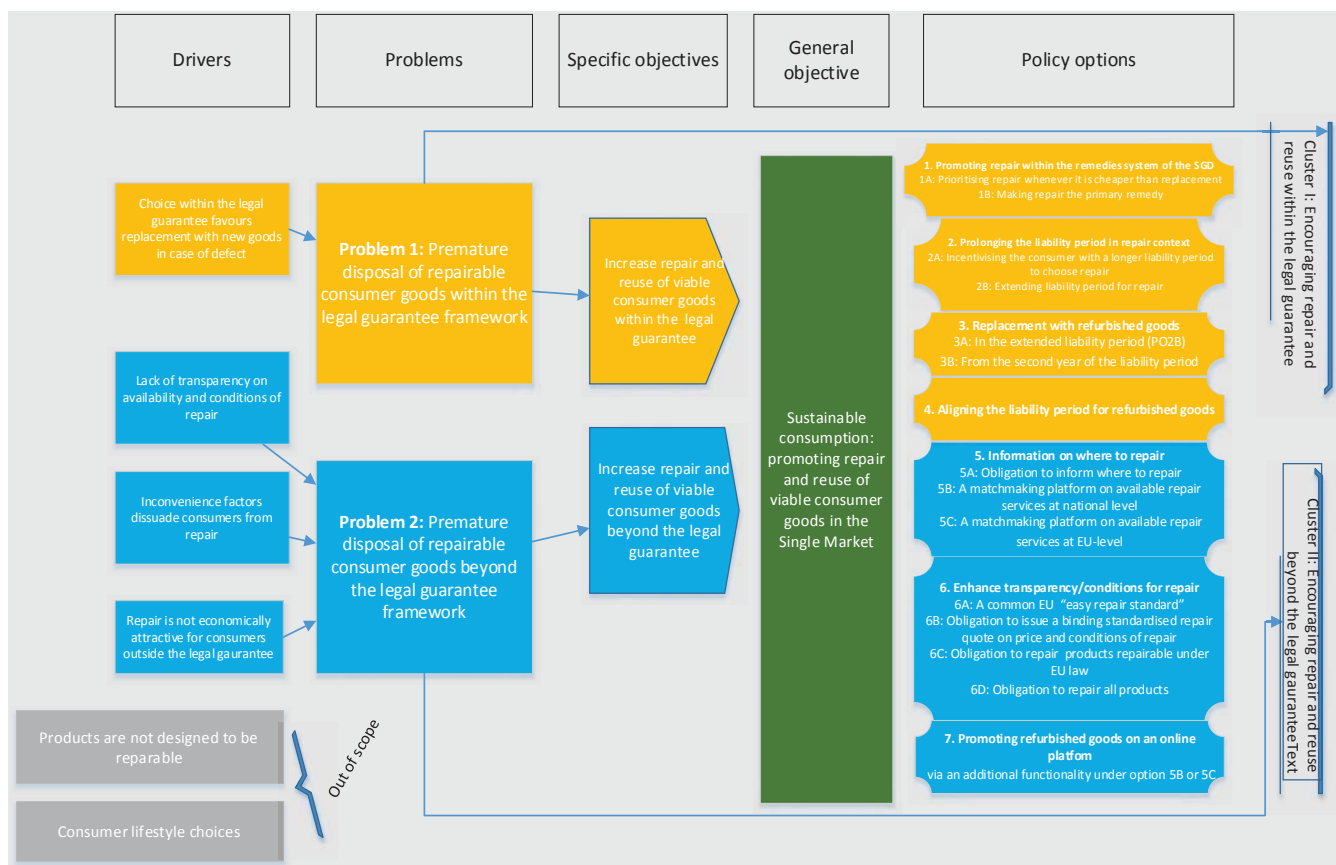 Drivers
Problems
Specific objectives
General
objective
Policy options
Choice within the legal
guarantee favours
replacement with new goods
in case of defect
Lack of transparency on
availability and conditions of
repair
Inconvenience factors
dissuade consumers from
repair
Repair is not economically
attractive for consumers
outside the legal gaurantee
Products are not designed to be
reparable
Consumer lifestyle choices
Out of scope
Problem 1: Premature
disposal of repairable
consumer goods within the
legal guarantee framework
Problem 2: Premature
disposal of repairable
consumer goods beyond
the legal guarantee
framework
Increase repair and
reuse of viable
consumer goods
within the legal
guarantee
Increase repair and
reuse of viable
consumer goods
beyond the legal
guarantee
Sustainable
consumption:
promoting repair
and reuse of
viable consumer
goods in the
Single Market
1. Promoting repair within the remedies system of the SGD
1A: Prioritising repair whenever it is cheaper than replacement
1B: Making repair the primary remedy
2. Prolonging the liability period in repair context
2A: Incentivising the consumer with a longer liability period
to choose repair
2B: Extending liability period for repair
3. Replacement with refurbished goods
3A: In the extended liability period (PO2B)
3B: From the second year of the liability period
4. Aligning the liability period for refurbished goods
5. Information on where to repair
5A: Obligation to inform where to repair
5B: A matchmaking platform on available repair
services at national level
5C: A matchmaking platform on available repair
services at EU-level
6. Enhance transparency/conditions for repair
6A: A common EU "easy repair standard"
6B: Obligation to issue a binding standardised repair
quote on price and conditions of repair
6C: Obligation to repair products repairable under
EU law
6D: Obligation to repair all products
7. Promoting refurbished goods on an online
platfom
via an additional functionality under option 5B or 5C
Cluster I: Encouraging repair and
reuse within the legal guarantee
Cluster II: Encouraging repair and reuse
beyond the legal gauranteeText